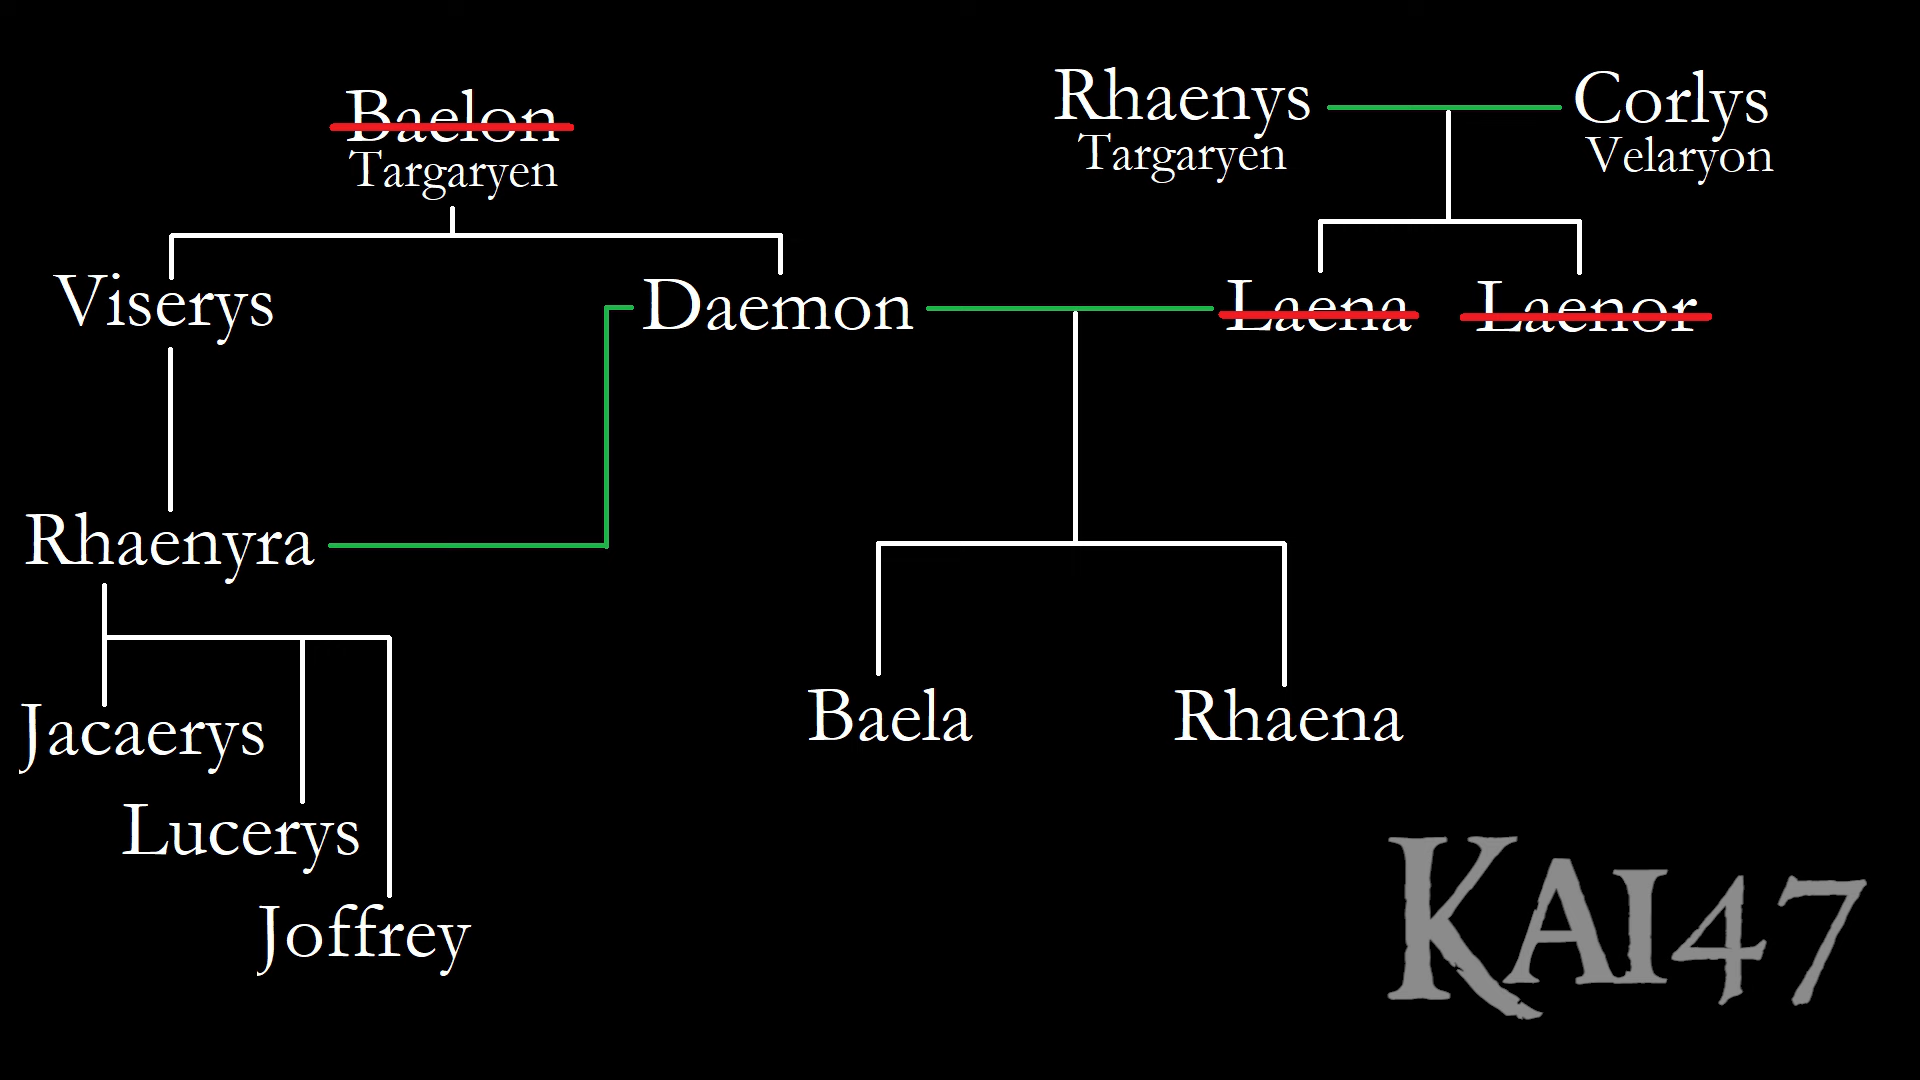 Baelon
Targaryen
Rhaenys
Targaryen
Corlys
Velaryon
Viserys
Daemon
Laena
Laenor
Rhaenyra
Jacaerys
Lucerys
Joffrey
Baela
Rhaena
KAI47